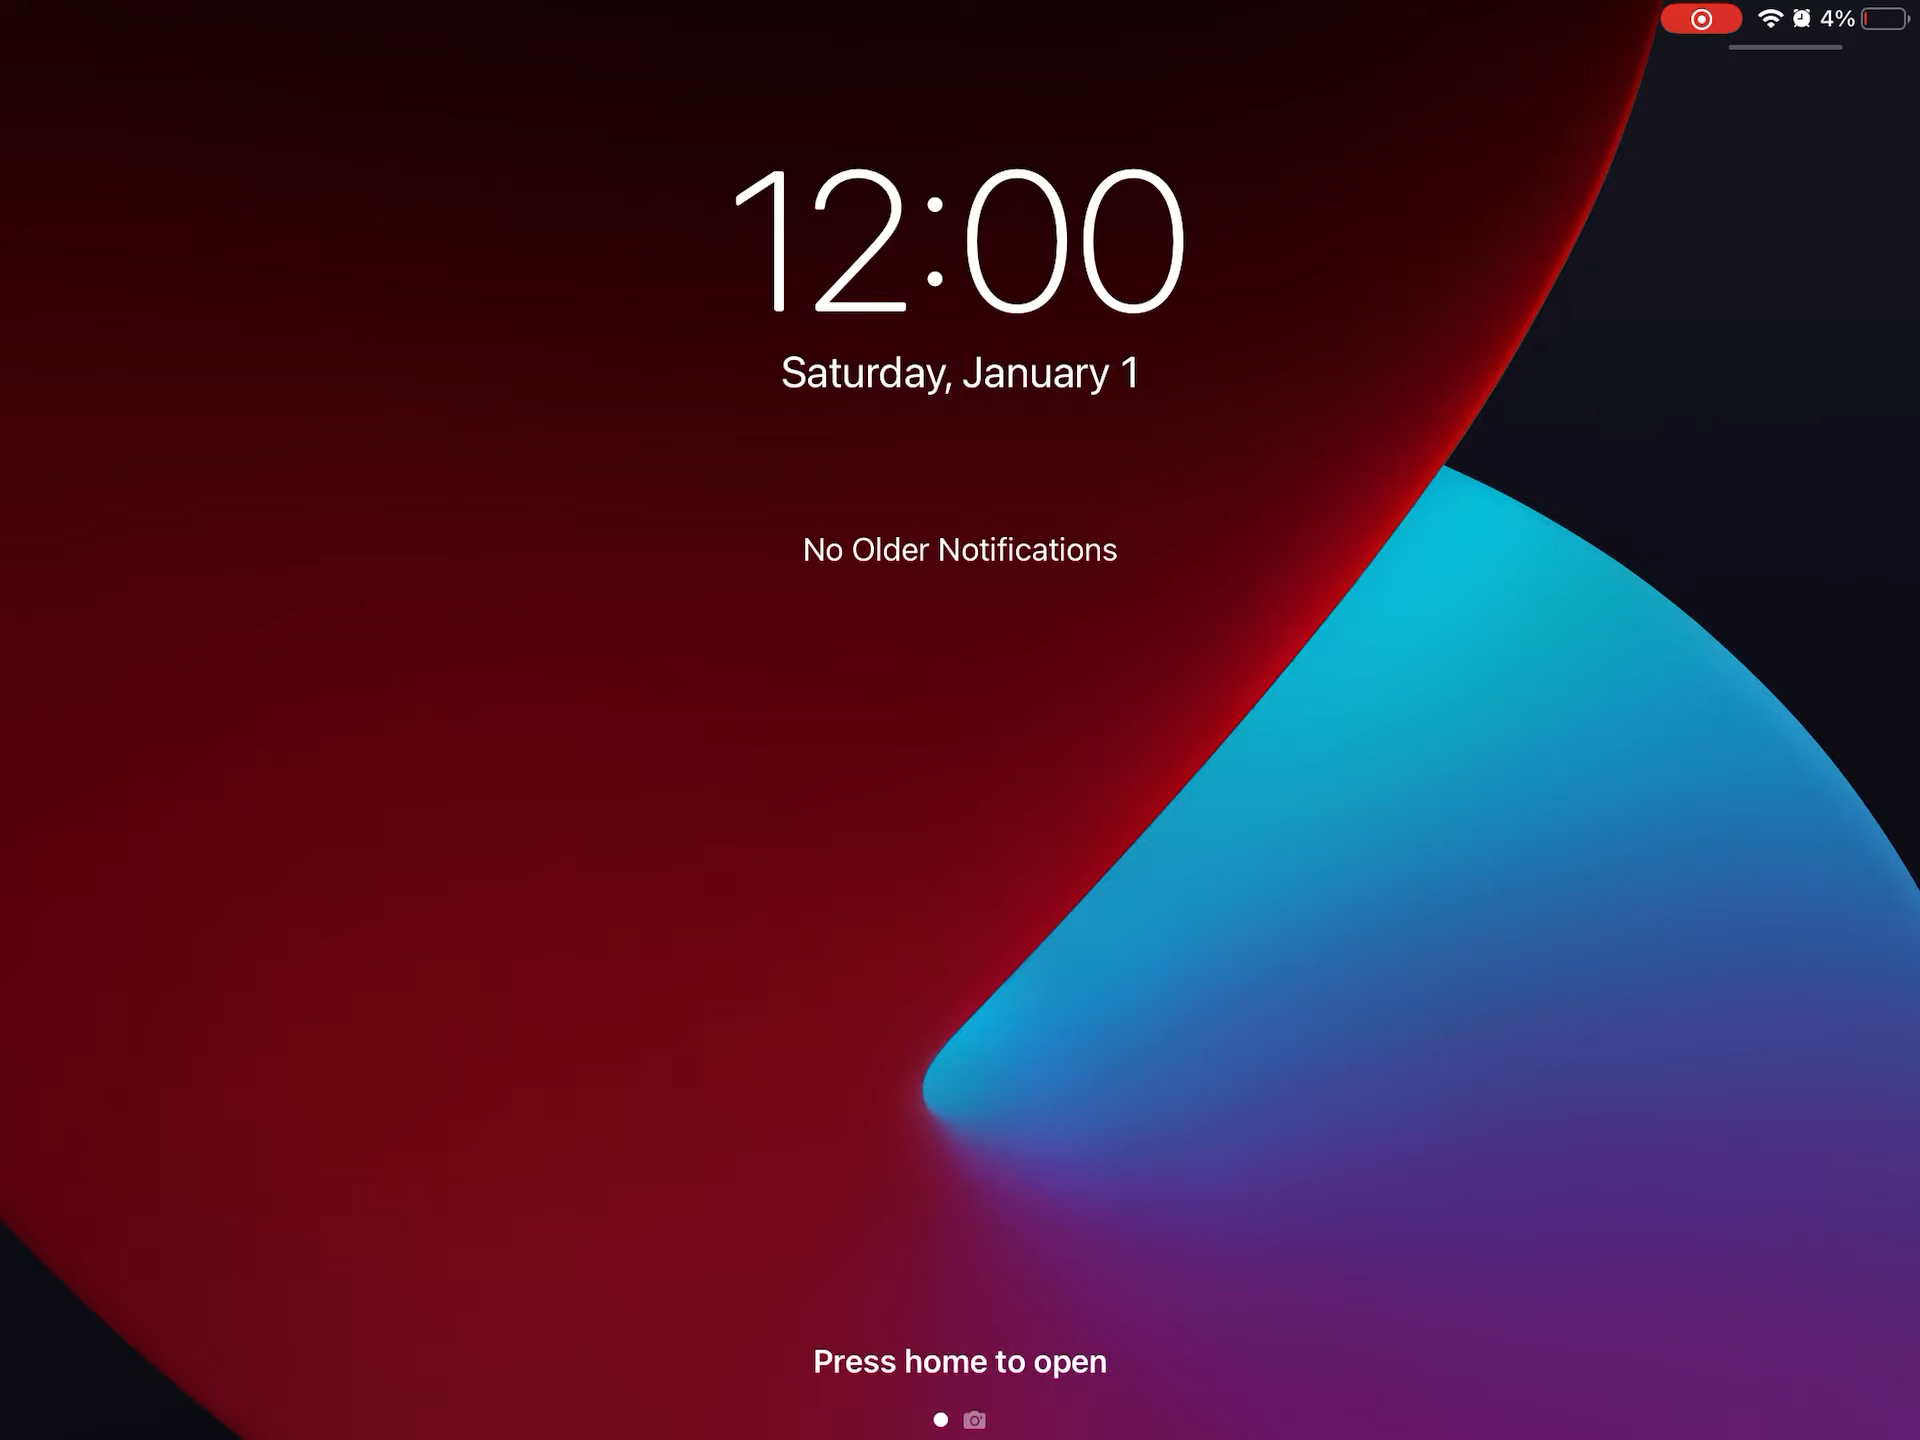 4%
12:00
Saturday, January 1
No Older Notifications
Press home to open